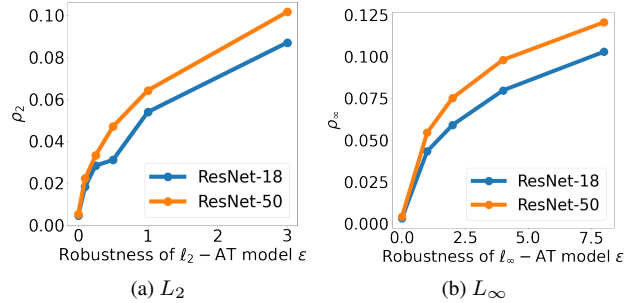 0.10
0.08
0.06
0.04
0.02
0.00
ρ₂
ResNet-18
ResNet-50
0 1 2 3
Robustness of ℓ₂ − AT model ε
(a) L₂
0.125
0.100
0.075
0.050
0.025
0.000
ρ∞
ResNet-18
ResNet-50
0.0 2.5 5.0 7.5
Robustness of ℓ∞ − AT model ε
(b) L∞